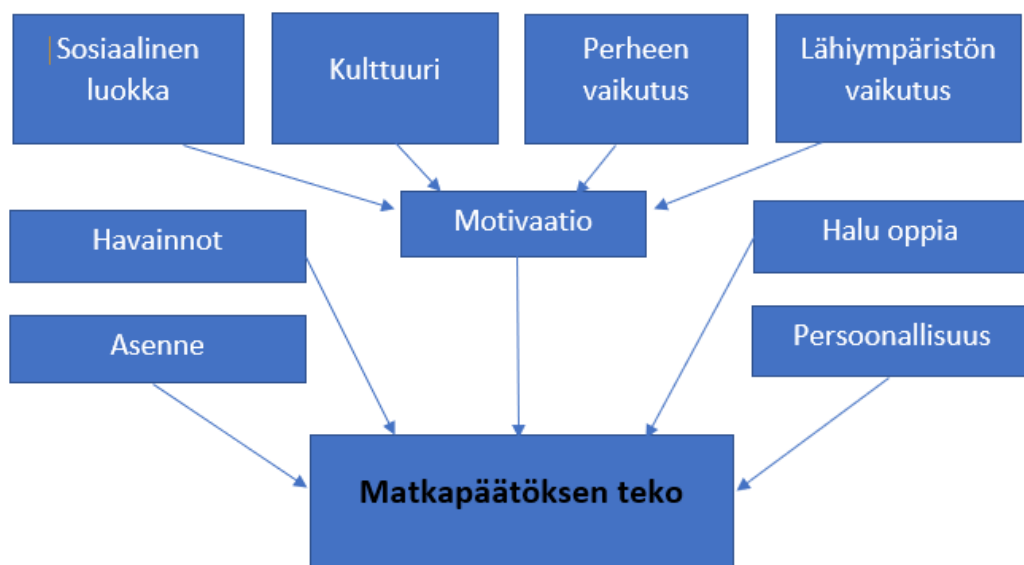 Sosiaalinen
luokka
Kulttuuri
Perheen
vaikutus
Lähiympäristön
vaikutus
Motivaatio
Havainnot
Halu oppia
Asenne
Persoonallisuus
Matkapäätöksen teko